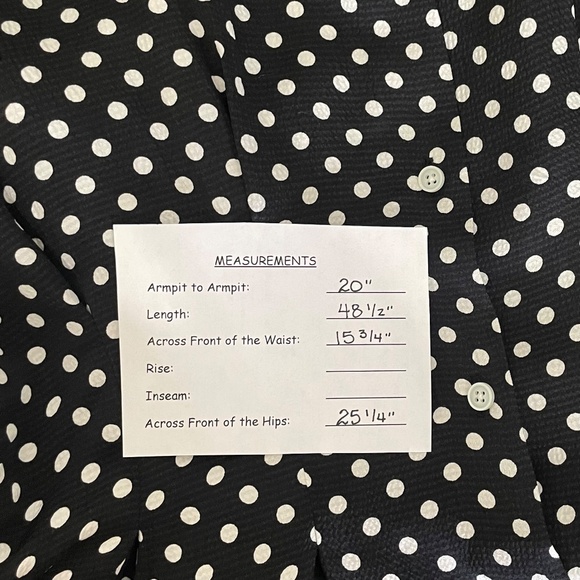 MEASUREMENTS
Armpit to Armpit: 20"
Length: 48 1/2"
Across Front of the Waist: 15 3/4"
Rise:
Inseam:
Across Front of the Hips: 25 1/4"